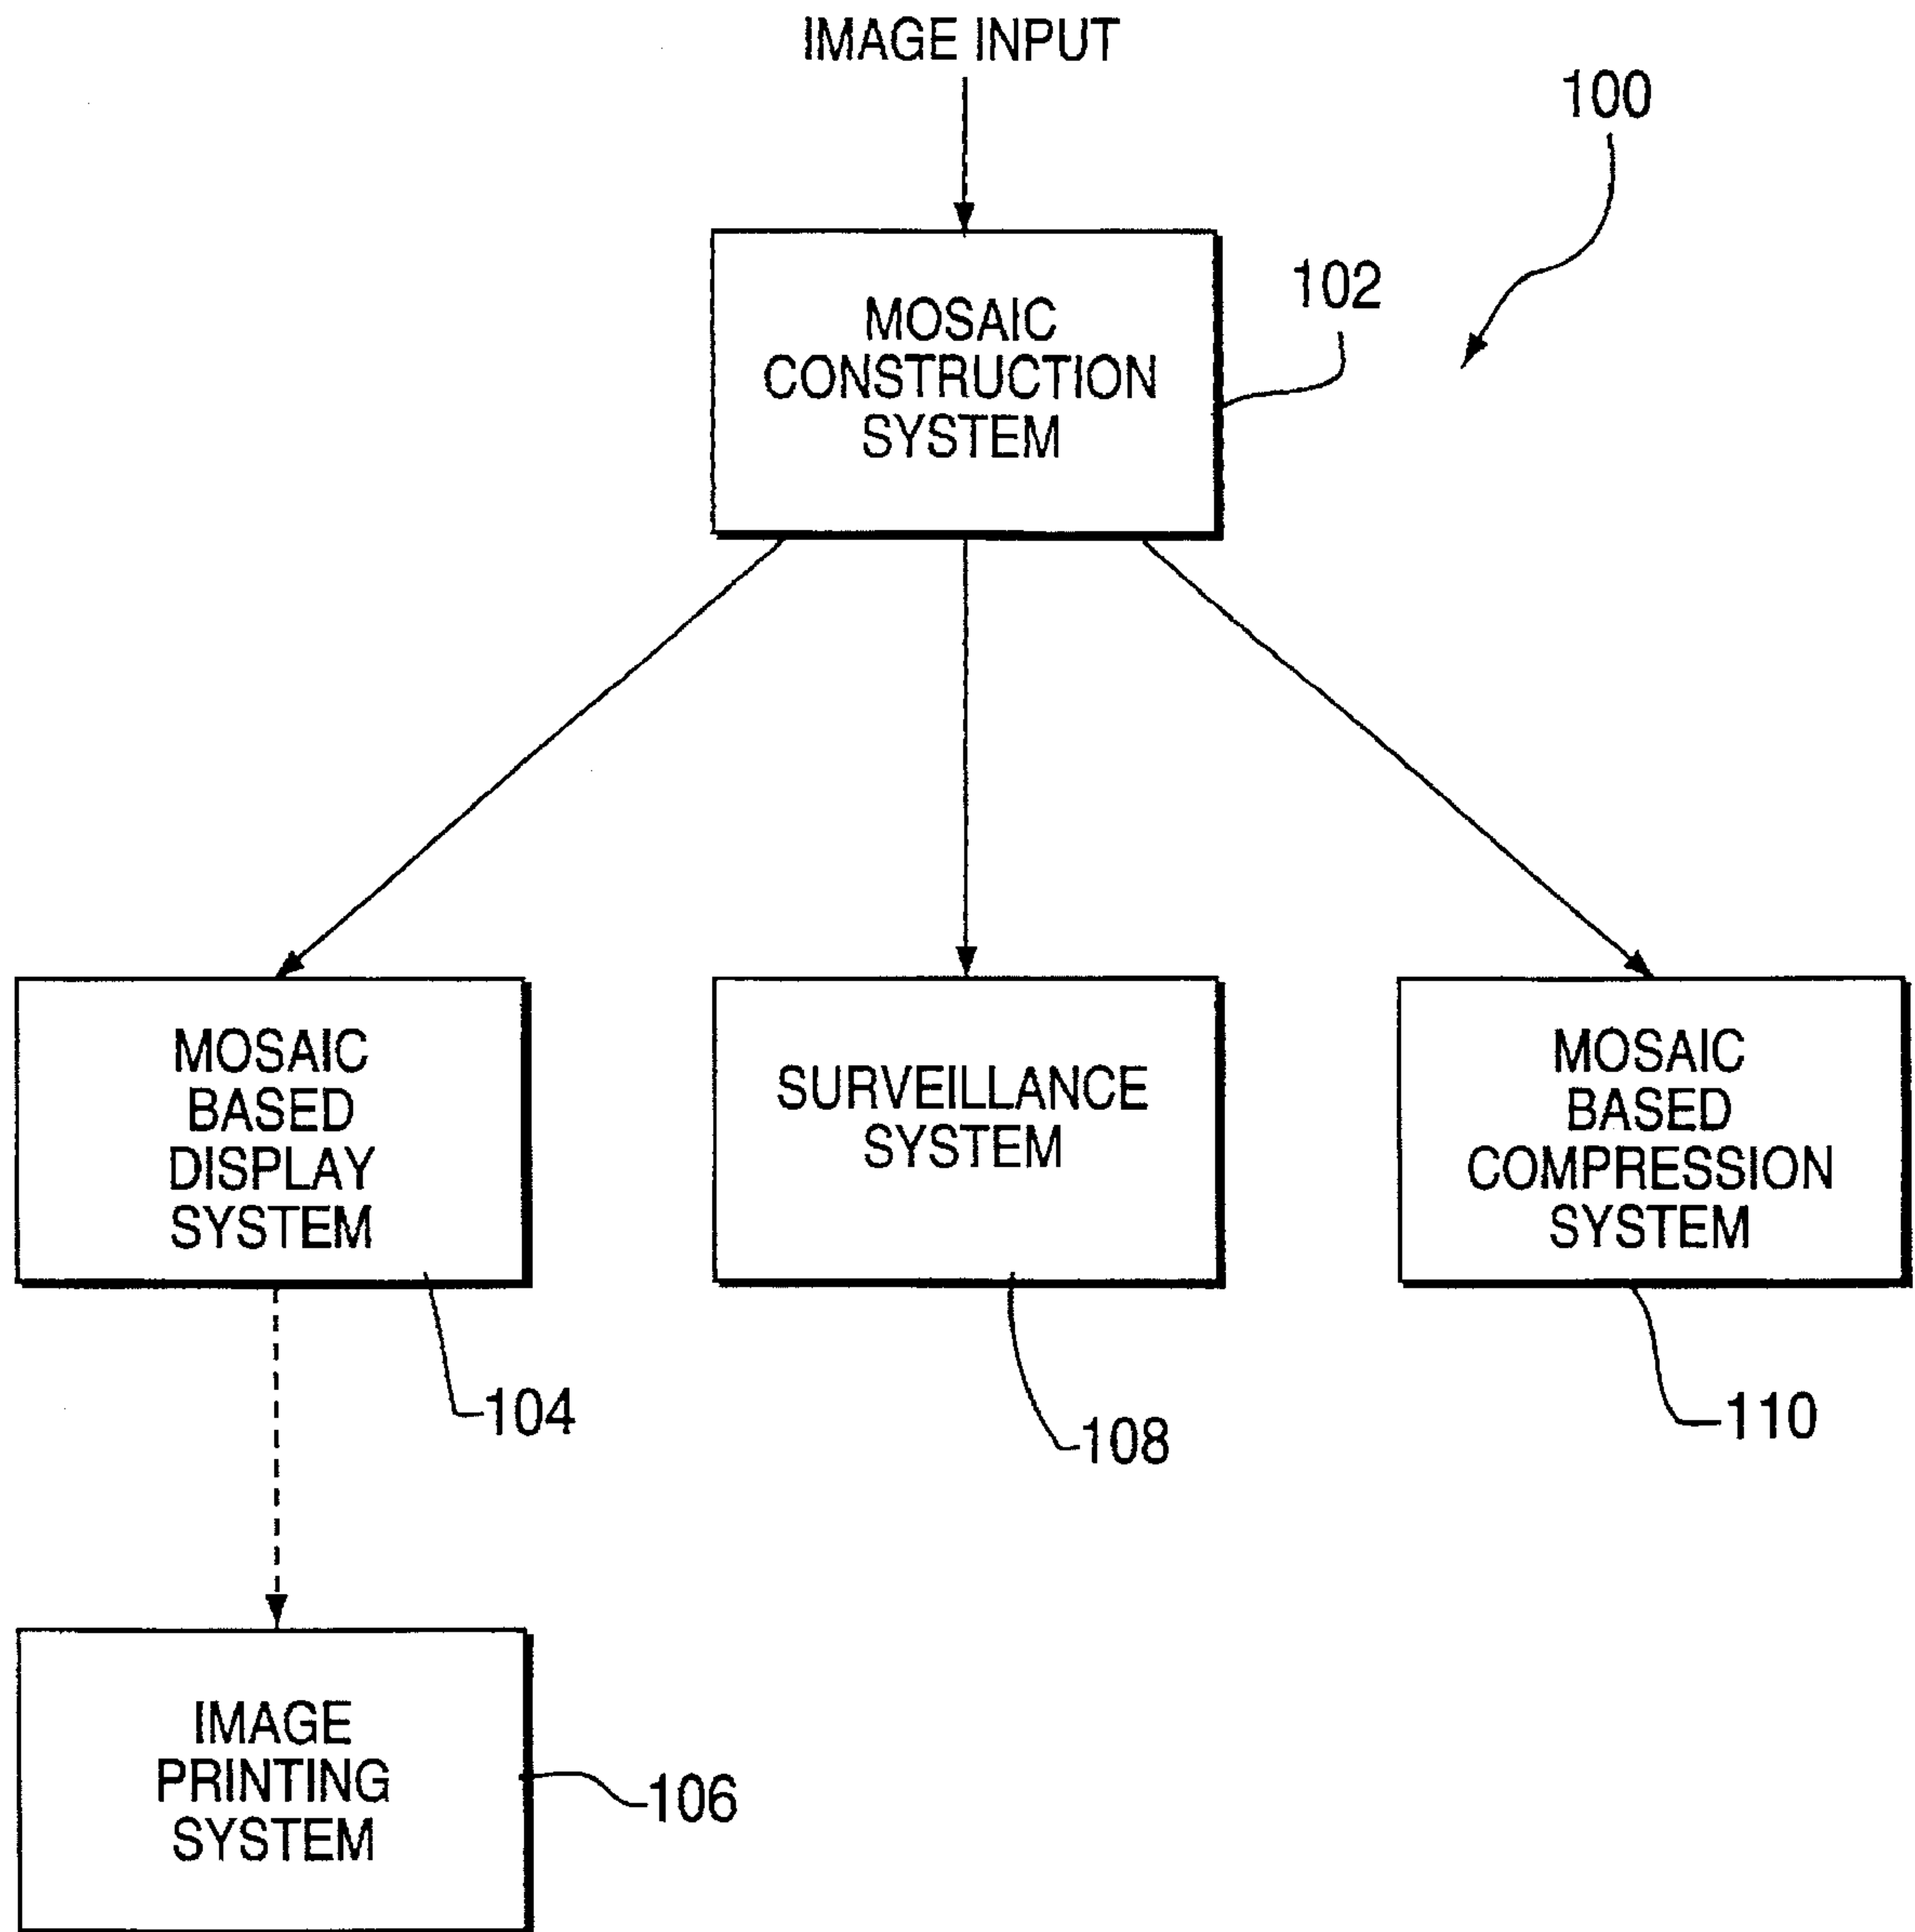 IMAGE INPUT
100
102
MOSAIC
CONSTRUCTION
SYSTEM
MOSAIC
BASED
DISPLAY
SYSTEM
104
SURVEILLANCE
SYSTEM
108
MOSAIC
BASED
COMPRESSION
SYSTEM
110
IMAGE
PRINTING
SYSTEM
106